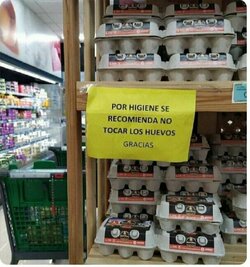 POR HIGIENE SE
RECOMIENDA NO
TOCAR LOS HUEVOS
GRACIAS